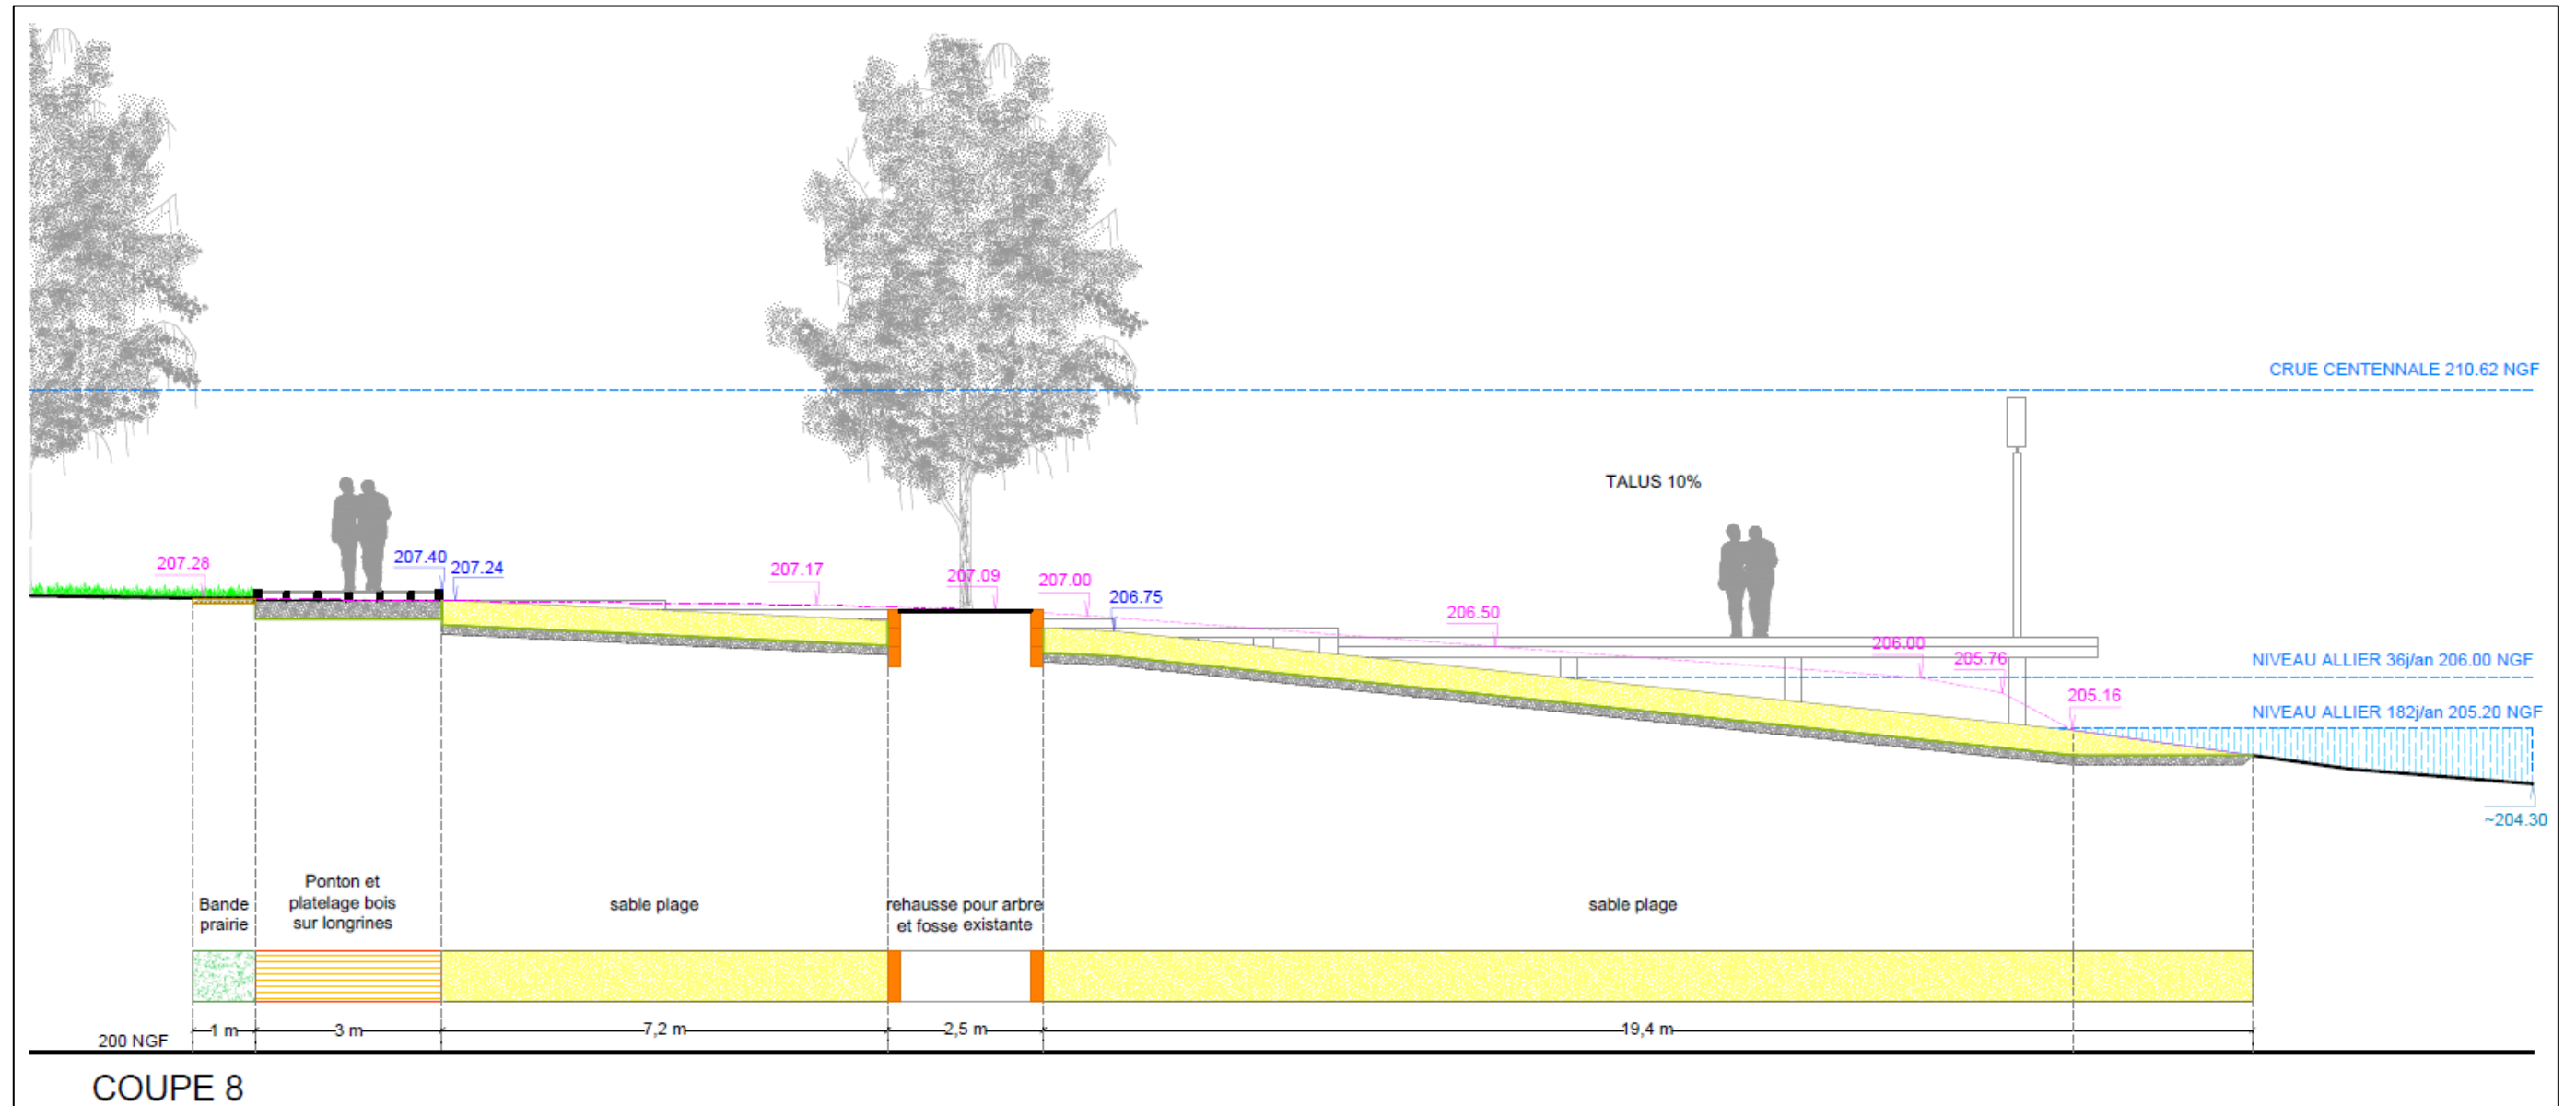 CRUE CENTENNALE 210.62 NGF
TALUS 10%
207.28
207.40
207.24
207.17
207.09
207.00
206.75
206.50
206.00
205.76
NIVEAU ALLIER 36j/an 206.00 NGF
205.16
NIVEAU ALLIER 182j/an 205.20 NGF
~204.30
Bande
prairie
Ponton et
platelage bois
sur longrines
sable plage
rehausse pour arbre
et fosse existante
sable plage
1 m
3 m
7,2 m
2,5 m
19,4 m
200 NGF
COUPE 8